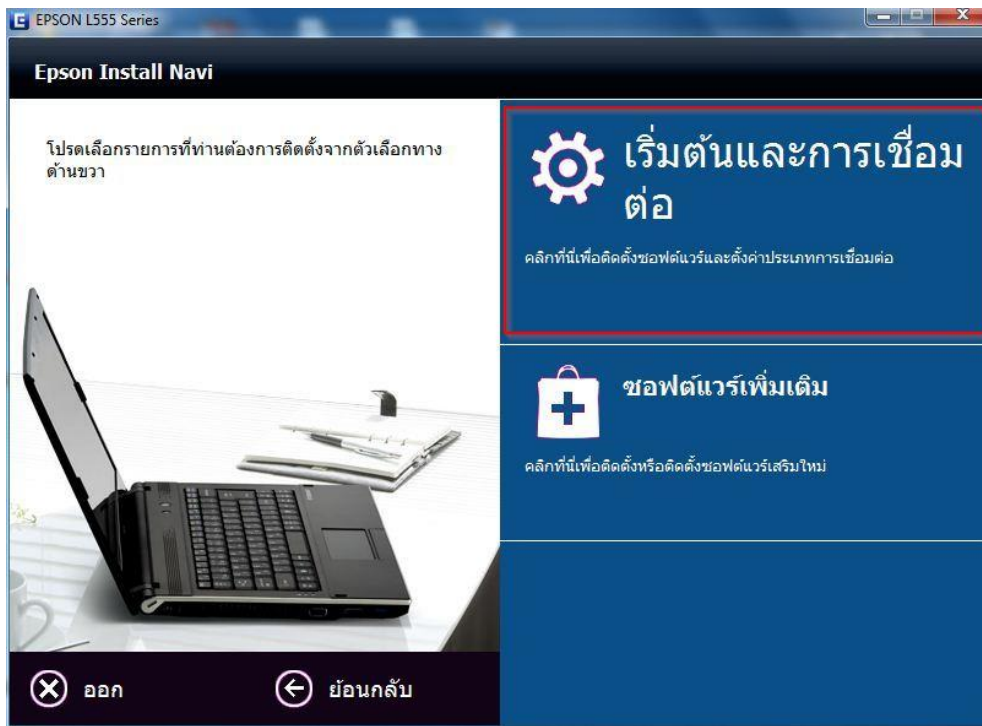 EPSON L555 Series
Epson Install Navi
โปรดเลือกรายการที่ท่านต้องการติดตั้งจากตัวเลือกทาง
ด้านขวา
เริ่มต้นและการเชื่อม
ต่อ
คลิกที่นี่เพื่อติดตั้งซอฟต์แวร์และตั้งค่าประเภทการเชื่อมต่อ
ซอฟต์แวร์เพิ่มเติม
คลิกที่นี่เพื่อติดตั้งหรือติดตั้งซอฟต์แวร์เสริมใหม่
ออก
ย้อนกลับ